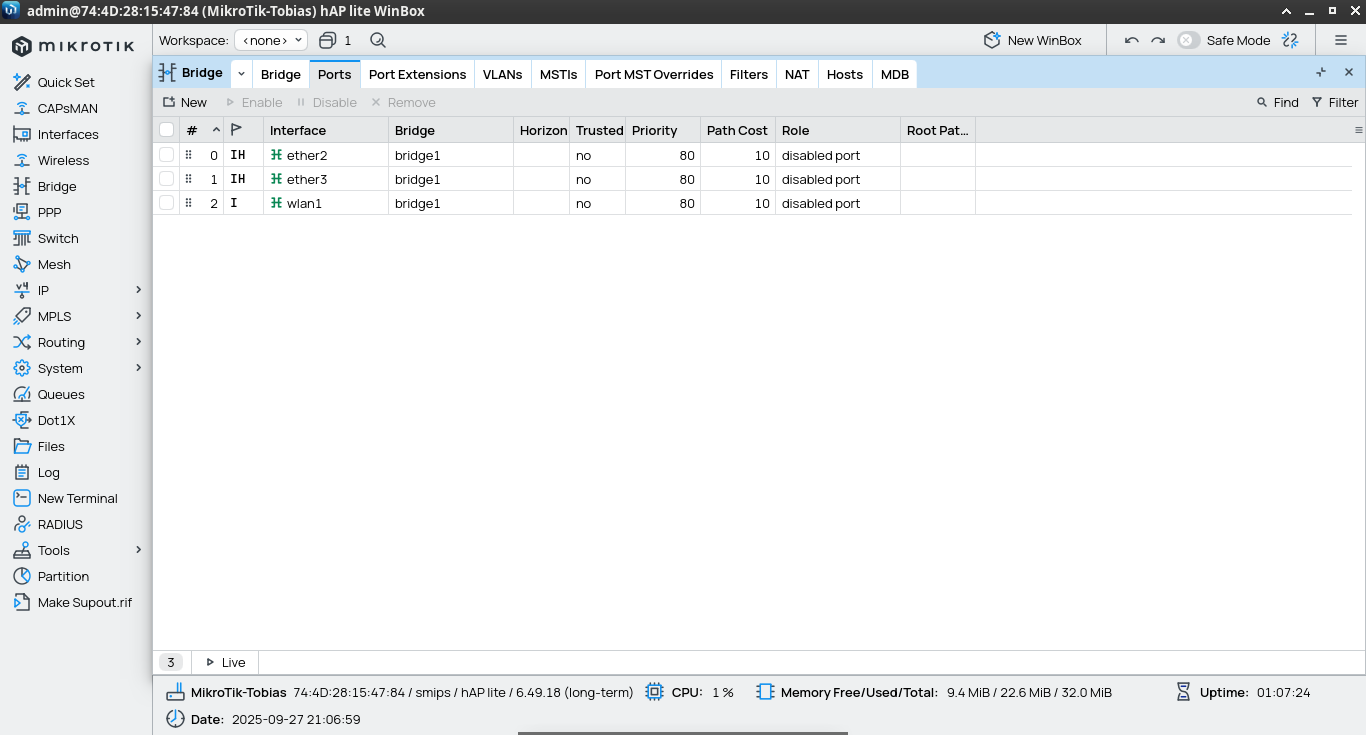 admin@74:4D:28:15:47:84 (MikroTik-Tobias) hAP lite WinBox
MIKROTIK
Workspace: <none> 1 New WinBox Safe Mode
Quick Set
CAPsMAN
Interfaces
Wireless
Bridge
PPP
Switch
Mesh
IP
MPLS
Routing
System
Queues
Dot1X
Files
Log
New Terminal
RADIUS
Tools
Partition
Make Supout.rif
Bridge Bridge Ports Port Extensions VLANs MSTIs Port MST Overrides Filters NAT Hosts MDB
New Enable Disable Remove Find Filter
# Interface Bridge Horizon Trusted Priority Path Cost Role Root Pat...
0 IH ether2 bridge1 no 80 10 disabled port
1 IH ether3 bridge1 no 80 10 disabled port
2 I wlan1 bridge1 no 80 10 disabled port
3 Live
MikroTik-Tobias 74:4D:28:15:47:84 / smips / hAP lite / 6.49.18 (long-term) CPU: 1 % Memory Free/Used/Total: 9.4 MiB / 22.6 MiB / 32.0 MiB Uptime: 01:07:24
Date: 2025-09-27 21:06:59